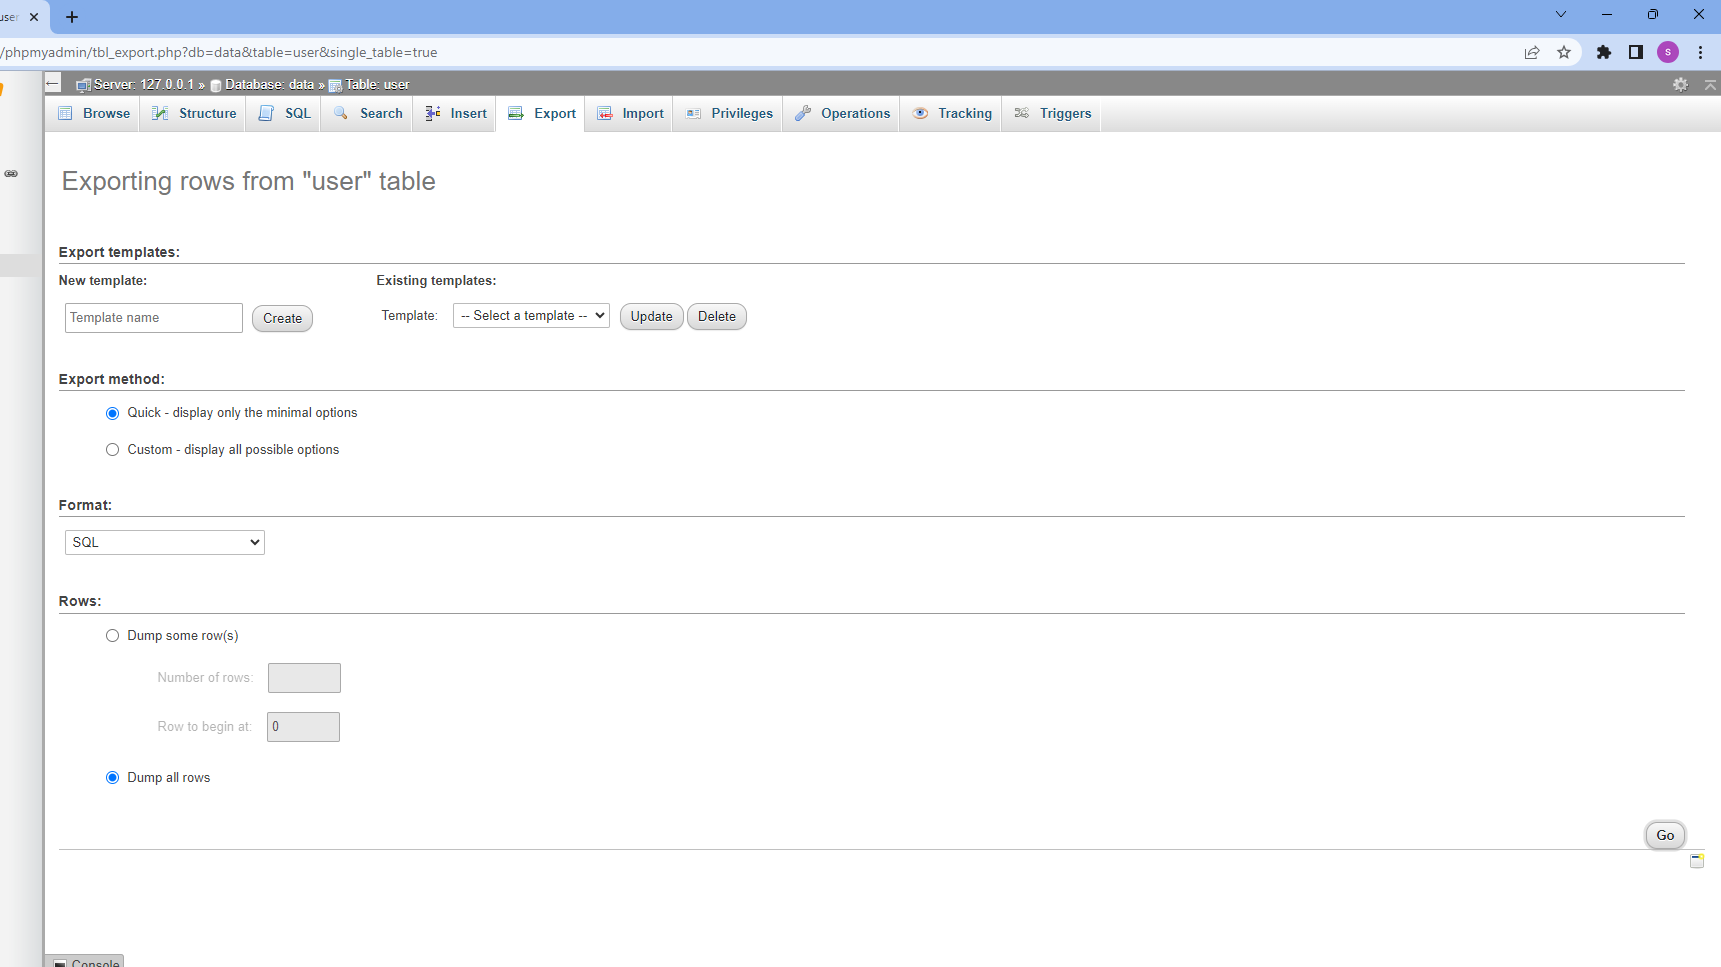 user
/phpmyadmin/tbl_export.php?db=data&table=user&single_table=true
S
Server: 127.0.0.1 » Database: data » Table: user
Browse Structure SQL Search Insert Export Import Privileges Operations Tracking Triggers
Exporting rows from "user" table
Export templates:
New template: Existing templates:
Template name Create Template: -- Select a template -- Update Delete
Export method:
Quick - display only the minimal options
Custom - display all possible options
Format:
SQL
Rows:
Dump some row(s)
Number of rows:
Row to begin at: 0
Dump all rows
Go
Console